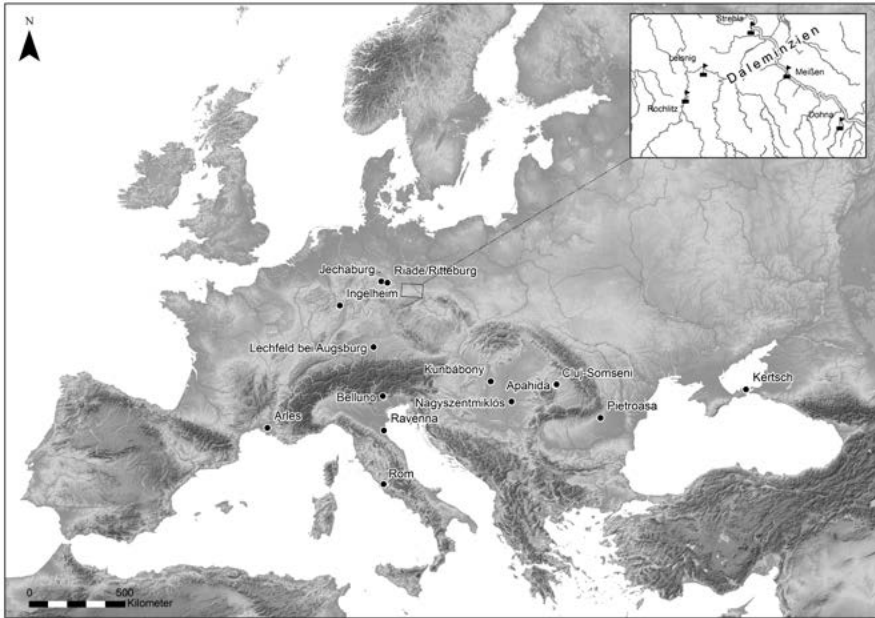 N
Strehla
Daleminzien
Leisnig
Meißen
Rochlitz
Dohna
Jechaburg
Riade/Ritteburg
Ingelheim
Lechfeld bei Augsburg
Kunbábony
Cluj-Somseni
Apahida
Kertsch
Belluno
Nagyszentmiklós
Pietroasa
Arles
Ravenna
Rom
0 500
Kilometer